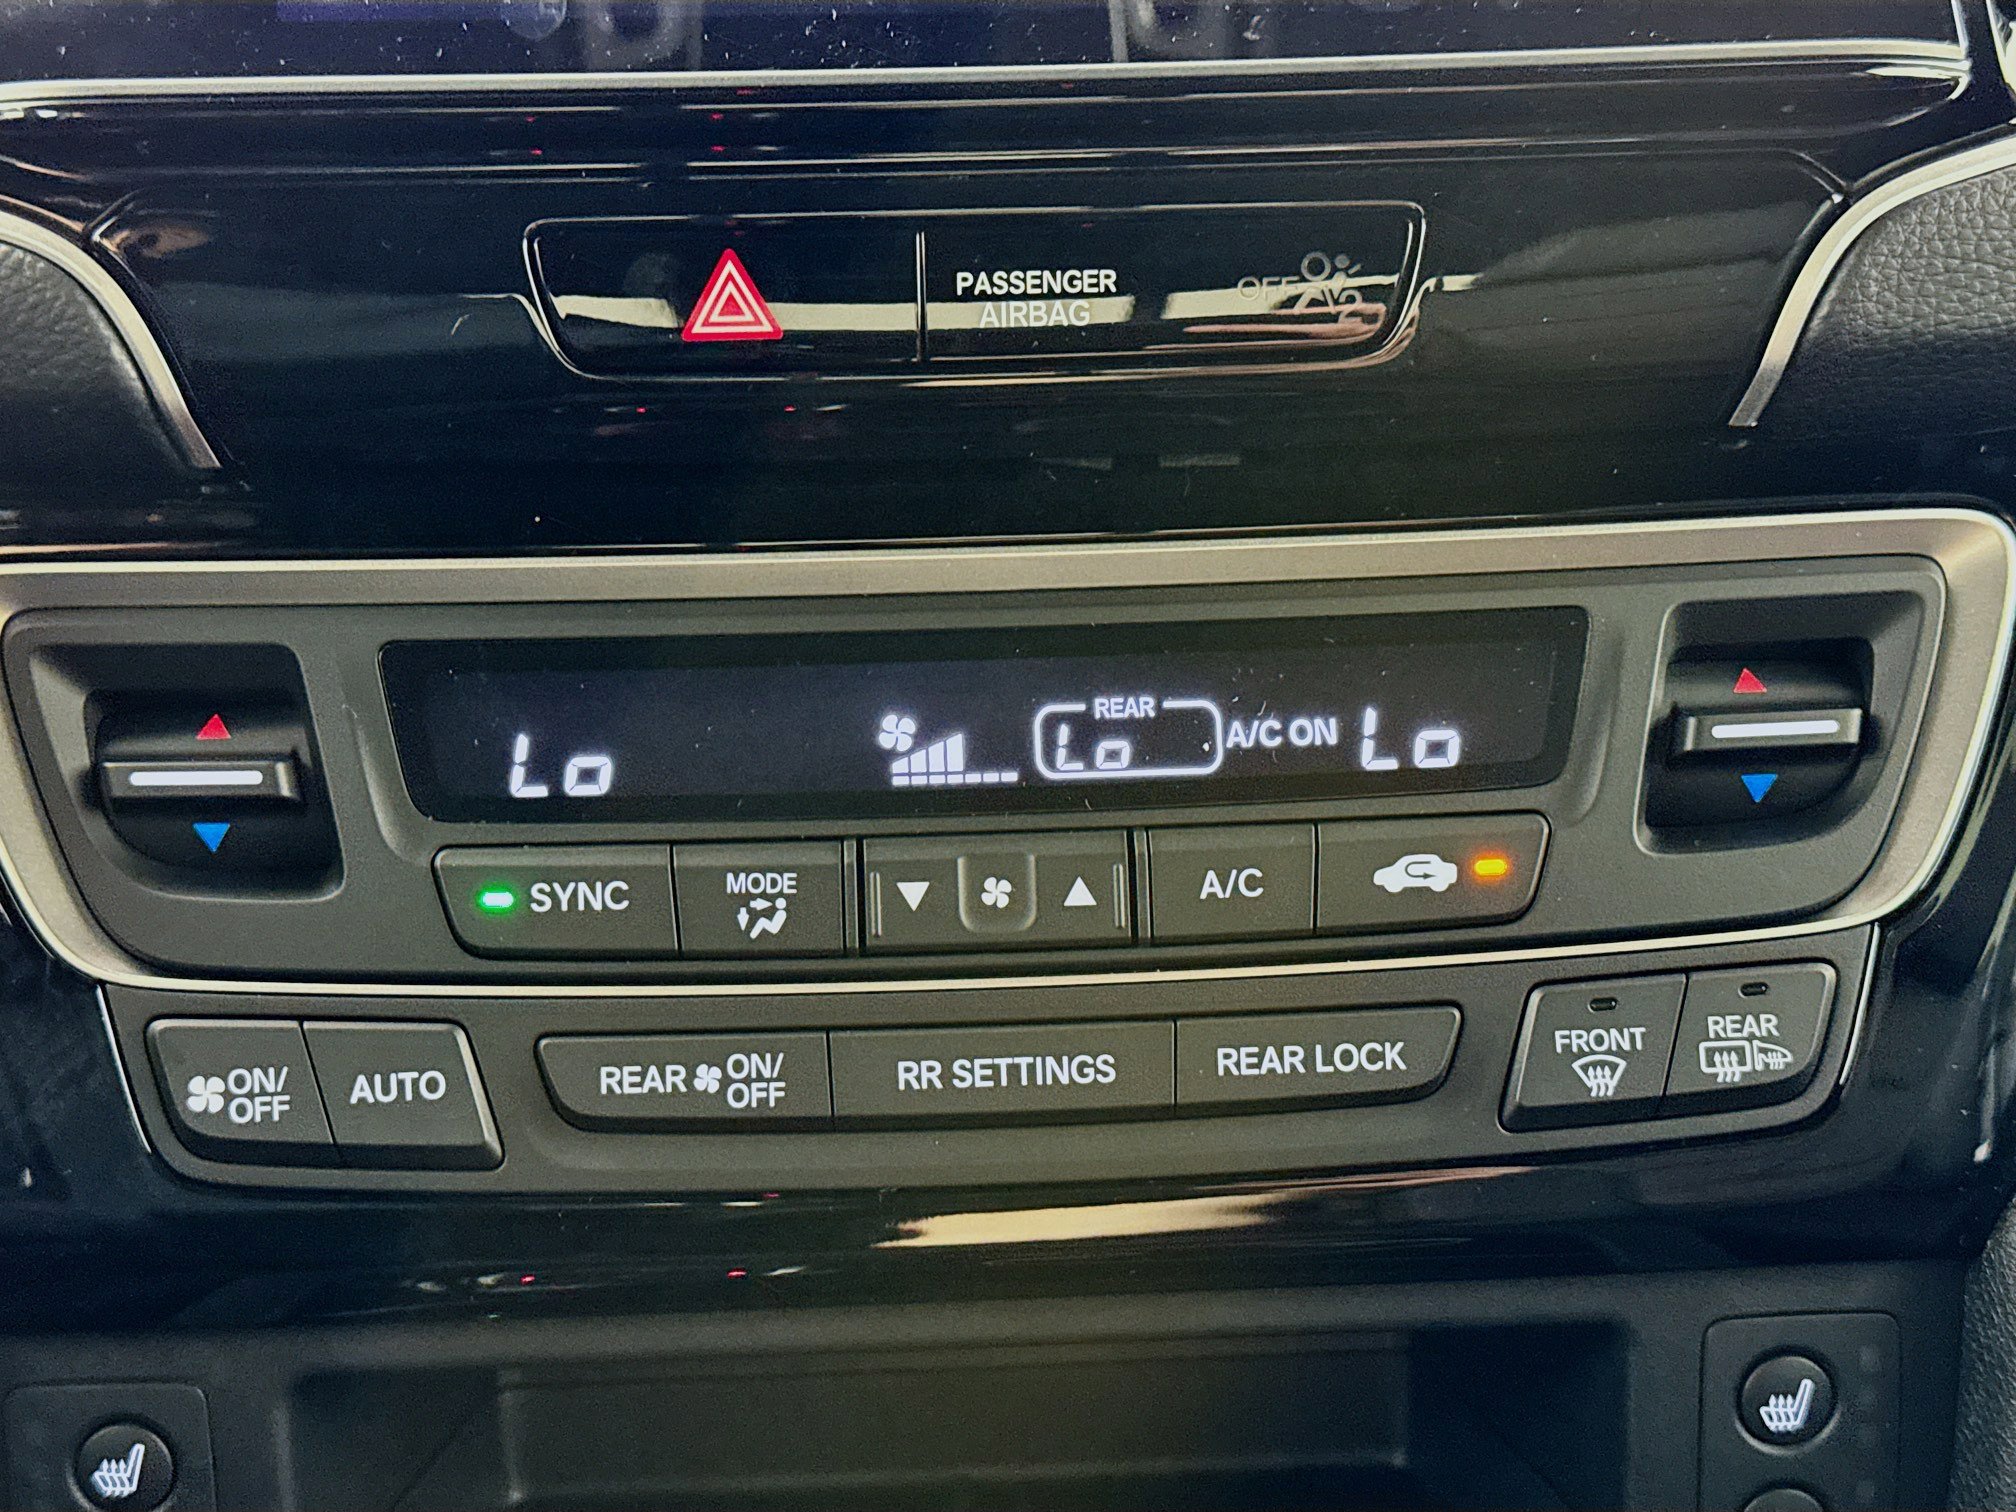 PASSENGER
AIRBAG
OFF
2
Lo
REAR
Lo
A/C ON
Lo
SYNC
MODE
A/C
ON/
OFF
AUTO
REAR ON/
OFF
RR SETTINGS
REAR LOCK
FRONT
REAR